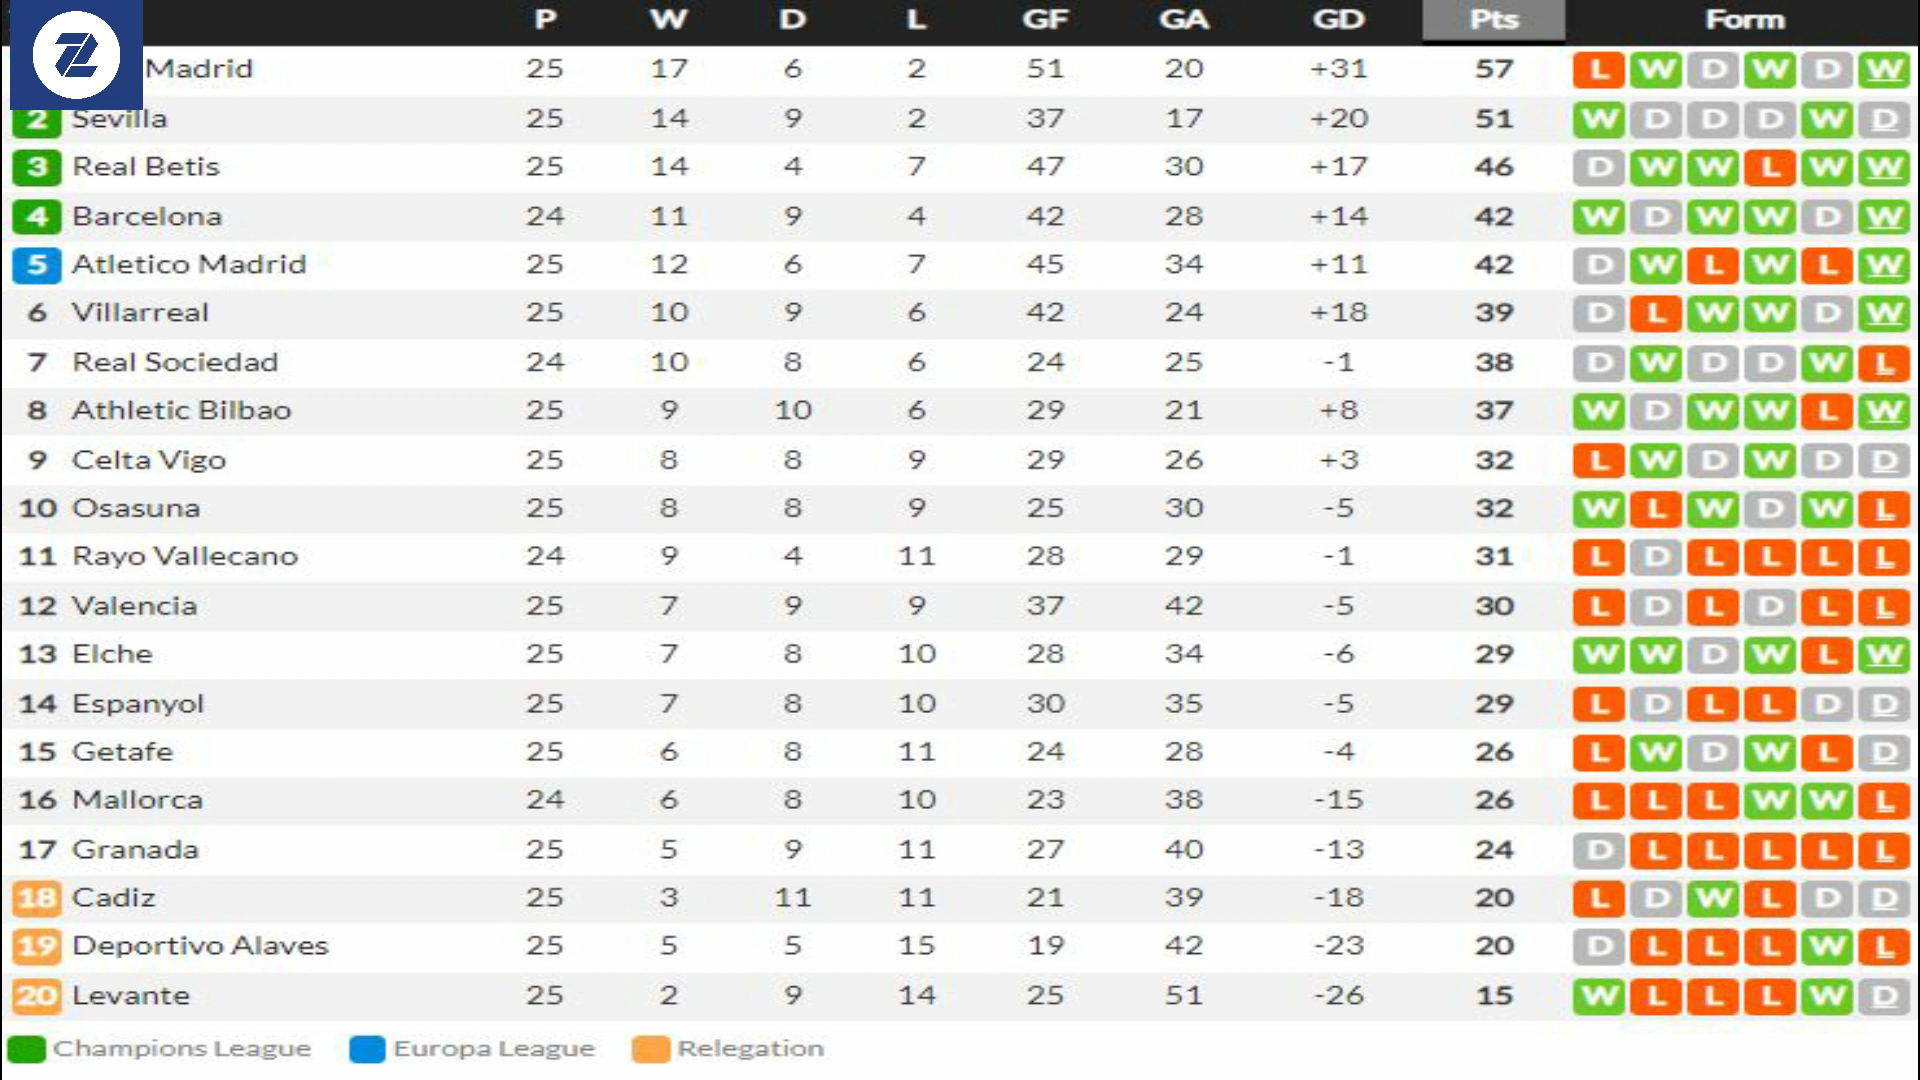 P W D L GF GA GD Pts Form
Madrid 25 17 6 2 51 20 +31 57 L W D W D W
2 Sevilla 25 14 9 2 37 17 +20 51 W D D D W D
3 Real Betis 25 14 4 7 47 30 +17 46 D W W L W W
4 Barcelona 24 11 9 4 42 28 +14 42 W D W W D W
5 Atletico Madrid 25 12 6 7 45 34 +11 42 D W L W L W
6 Villarreal 25 10 9 6 42 24 +18 39 D L W W D W
7 Real Sociedad 24 10 8 6 24 25 -1 38 D W D D W L
8 Athletic Bilbao 25 9 10 6 29 21 +8 37 W D W W L W
9 Celta Vigo 25 8 8 9 29 26 +3 32 L W D W D D
10 Osasuna 25 8 8 9 25 30 -5 32 W L W D W L
11 Rayo Vallecano 24 9 4 11 28 29 -1 31 L D L L L L
12 Valencia 25 7 9 9 37 42 -5 30 L D L D L L
13 Elche 25 7 8 10 28 34 -6 29 W W D W L W
14 Espanyol 25 7 8 10 30 35 -5 29 L D L L D D
15 Getafe 25 6 8 11 24 28 -4 26 L W D W L D
16 Mallorca 24 6 8 10 23 38 -15 26 L L L W W L
17 Granada 25 5 9 11 27 40 -13 24 D L L L L L
18 Cadiz 25 3 11 11 21 39 -18 20 L D W L D D
19 Deportivo Alaves 25 5 5 15 19 42 -23 20 D L L L W L
20 Levante 25 2 9 14 25 51 -26 15 W L L L W D
Champions League Europa League Relegation